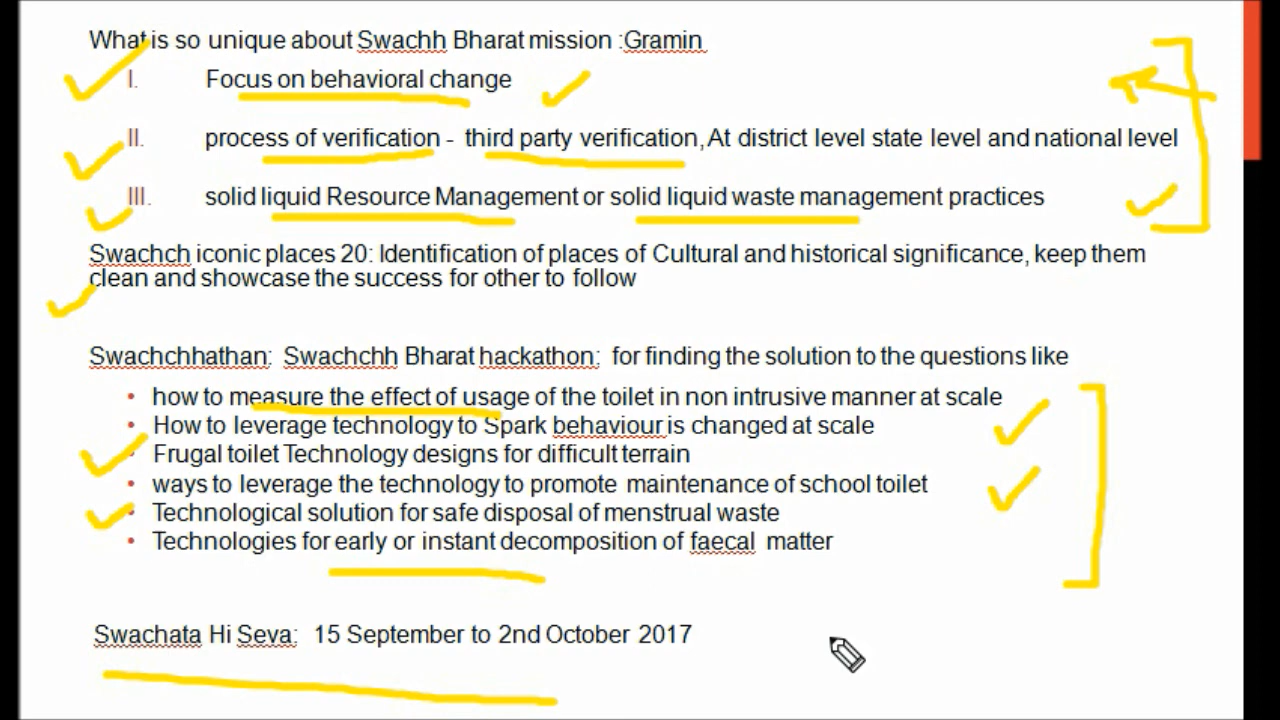 What is so unique about Swachh Bharat mission :Gramin
I. Focus on behavioral change
II. process of verification - third party verification, At district level state level and national level
III. solid liquid Resource Management or solid liquid waste management practices
Swachch iconic places 20: Identification of places of Cultural and historical significance, keep them
clean and showcase the success for other to follow
Swachchhathan: Swachchh Bharat hackathon: for finding the solution to the questions like
• how to measure the effect of usage of the toilet in non intrusive manner at scale
• How to leverage technology to Spark behaviour is changed at scale
• Frugal toilet Technology designs for difficult terrain
• ways to leverage the technology to promote maintenance of school toilet
• Technological solution for safe disposal of menstrual waste
• Technologies for early or instant decomposition of faecal matter
Swachata Hi Seva: 15 September to 2nd October 2017